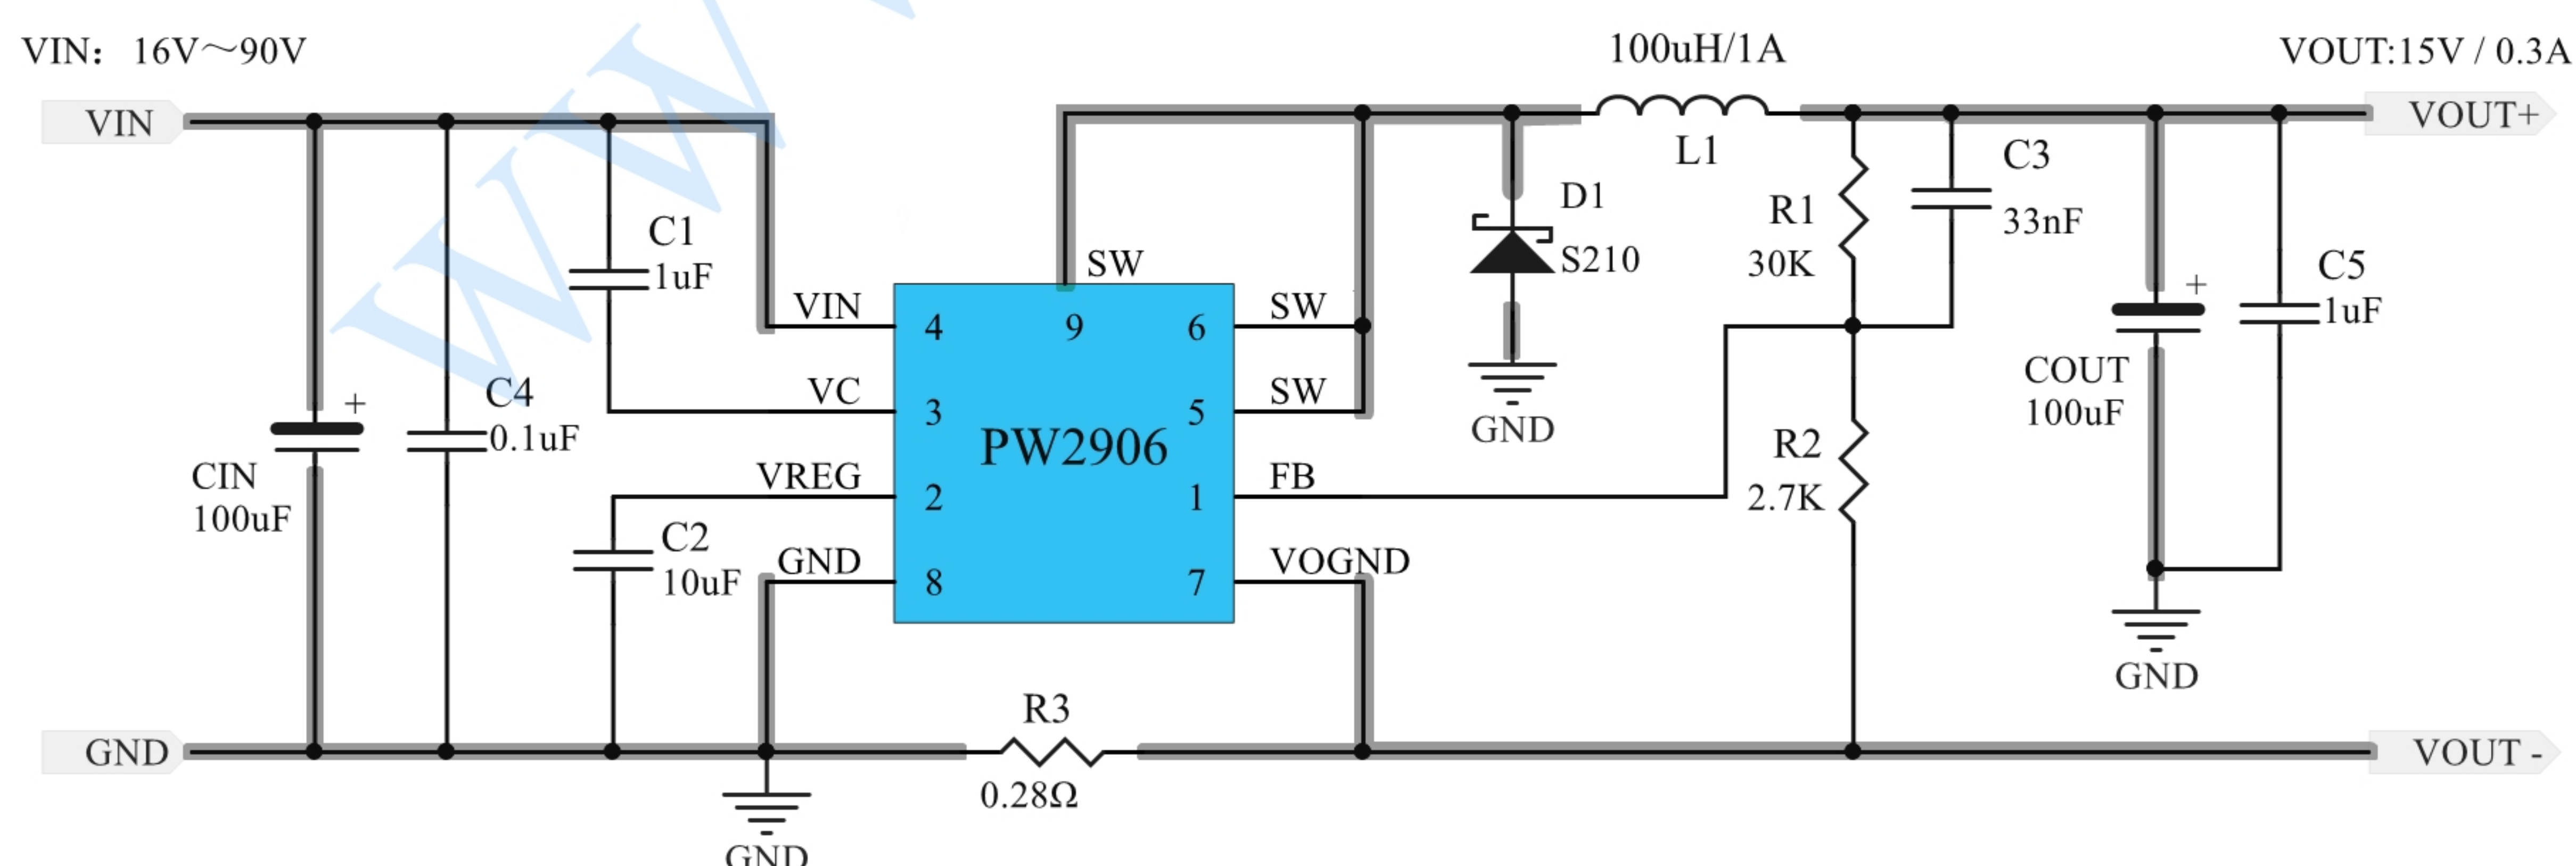 VIN：16V～90V
100uH/1A
VOUT:15V / 0.3A
WW
VIN
VOUT+
L1
C3
33nF
D1
S210
R1
30K
C1
1uF
SW
C5
1uF
VIN
4
9
6
SW
COUT
100uF
+
+
C4
0.1uF
VC
3
5
SW
GND
PW2906
R2
2.7K
CIN
100uF
VREG
2
1
FB
C2
10uF
GND
8
7
VOGND
GND
R3
GND
0.28Ω
VOUT -
GND